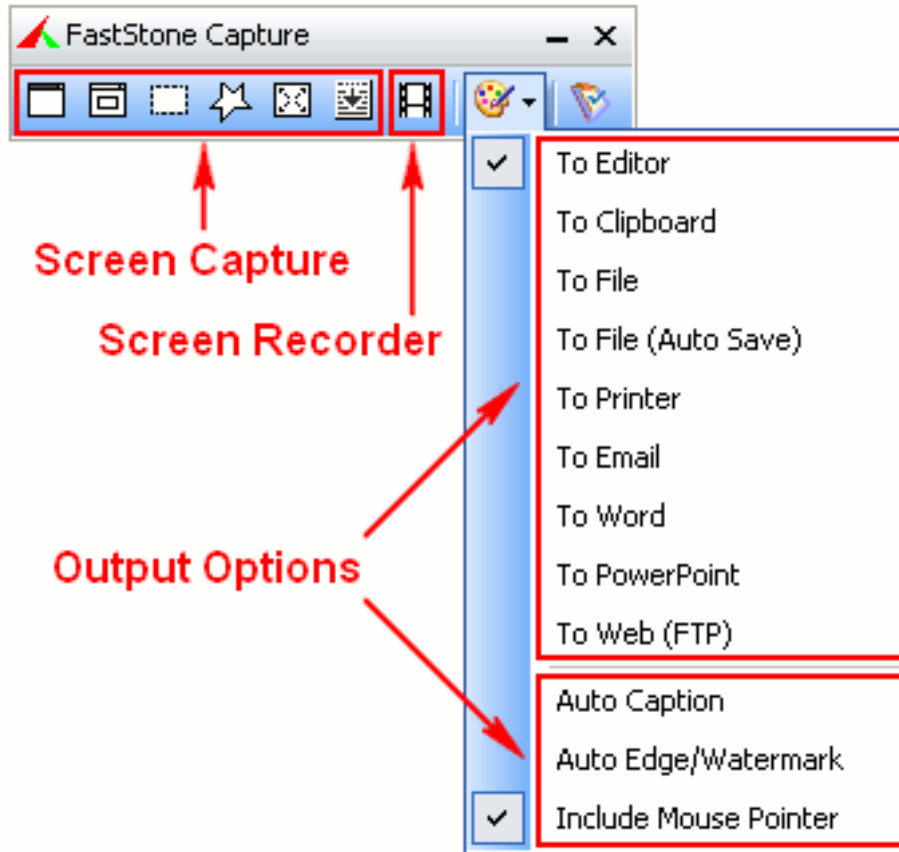 FastStone Capture
To Editor
To Clipboard
Screen Capture
To File
Screen Recorder
To File (Auto Save)
To Printer
To Email
To Word
Output Options
To PowerPoint
To Web (FTP)
Auto Caption
Auto Edge/Watermark
Include Mouse Pointer